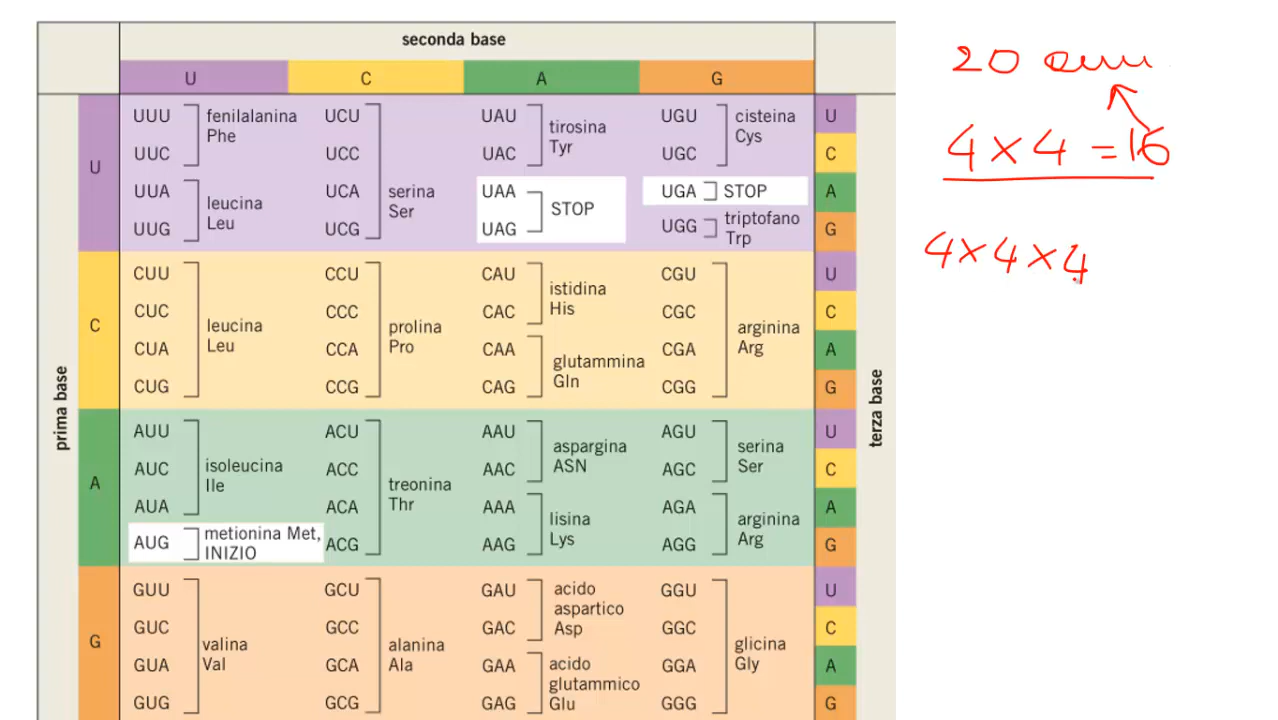 seconda base
U C A G
prima base
terza base
U
UUU fenilalanina UCU UAU tirosina UGU cisteina U
Phe Tyr Cys
UUC UCC UAC UGC C
UUA leucina UCA serina UAA STOP UGA STOP A
Leu Ser
UUG UCG UAG UGG triptofano G
Trp
C
CUU CCU CAU istidina CGU U
His
CUC leucina CCC prolina CAC CGC arginina C
Leu Pro Arg
CUA CCA CAA glutammina CGA A
Gln
CUG CCG CAG CGG G
A
AUU ACU AAU aspargina AGU serina U
ASN Ser
AUC isoleucina ACC AAC AGC C
Ile treonina
Thr
AUA ACA AAA lisina AGA arginina A
Lys Arg
AUG metionina Met, ACG AAG AGG G
INIZIO
G
GUU GCU GAU acido GGU U
aspartico
GUC GCC GAC Asp GGC C
valina alanina glicina
Val Ala Gly
GUA GCA GAA acido GGA A
glutammico
GUG GCG GAG Glu GGG G
20
4 × 4 = 16
4 × 4 × 4